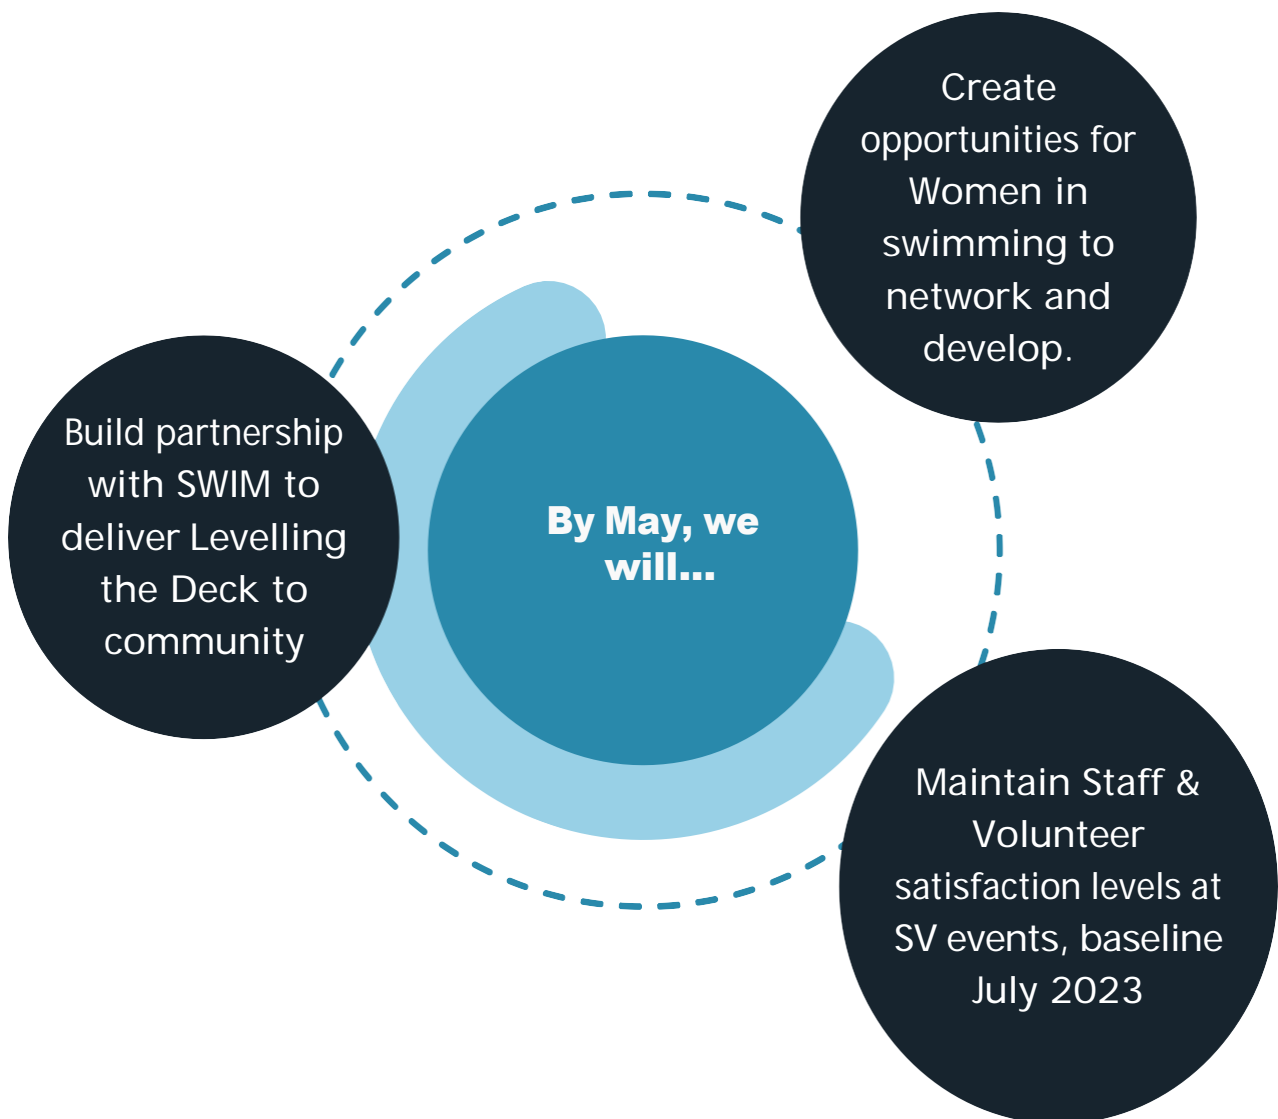 Create
opportunities for
Women in
swimming to
network and
develop.
Build partnership
with SWIM to
deliver Levelling
the Deck to
community
By May, we
will...
Maintain Staff &
Volunteer
satisfaction levels at
SV events, baseline
July 2023